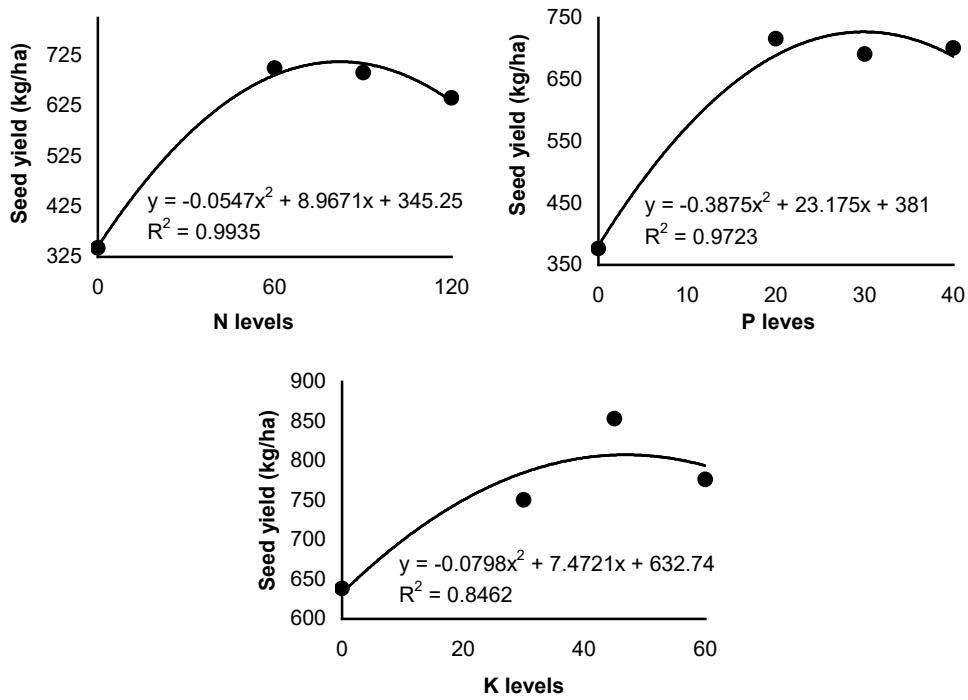 Seed yield (kg/ha)
725
625
525
425
325
y = -0.0547x² + 8.9671x + 345.25
R² = 0.9935
0 60 120
N levels
Seed yield (kg/ha)
750
650
550
450
350
y = -0.3875x² + 23.175x + 381
R² = 0.9723
0 10 20 30 40
P leves
Seed yield (kg/ha)
900
850
800
750
700
650
600
y = -0.0798x² + 7.4721x + 632.74
R² = 0.8462
0 20 40 60
K levels